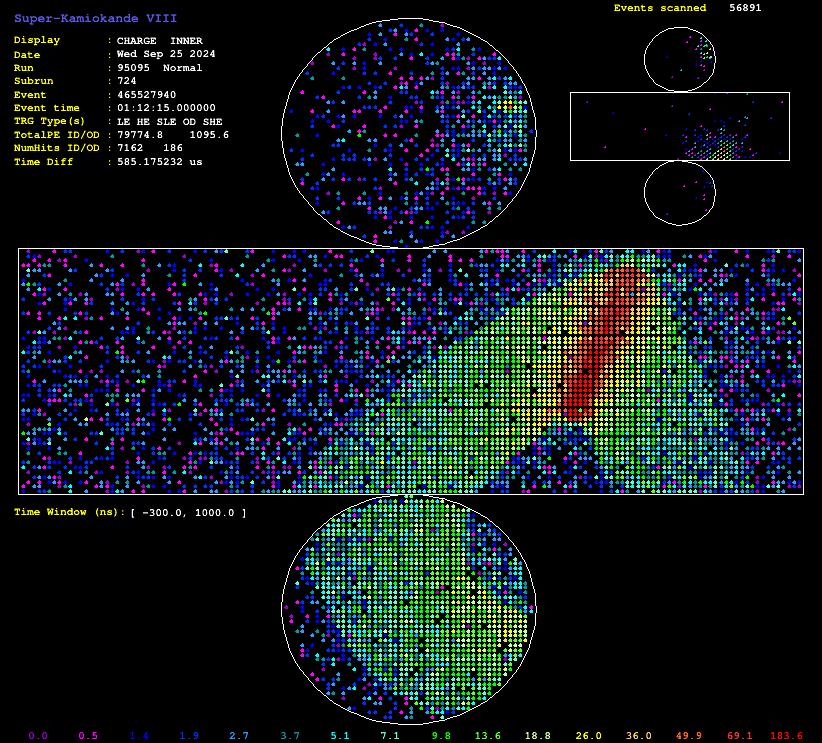 Super-Kamiokande VIII
Events scanned 56891
Display : CHARGE INNER
Date : Wed Sep 25 2024
Run : 95095 Normal
Subrun : 724
Event : 465527940
Event time : 01:12:15.000000
TRG Type(s) : LE HE SLE OD SHE
TotalPE ID/OD : 79774.8 1095.6
NumHits ID/OD : 7162 186
Time Diff : 585.175232 us
Time Window (ns): [ -300.0, 1000.0 ]
0.0 0.5 1.4 1.9 2.7 3.7 5.1 7.1 9.8 13.6 18.8 26.0 36.0 49.9 69.1 183.6